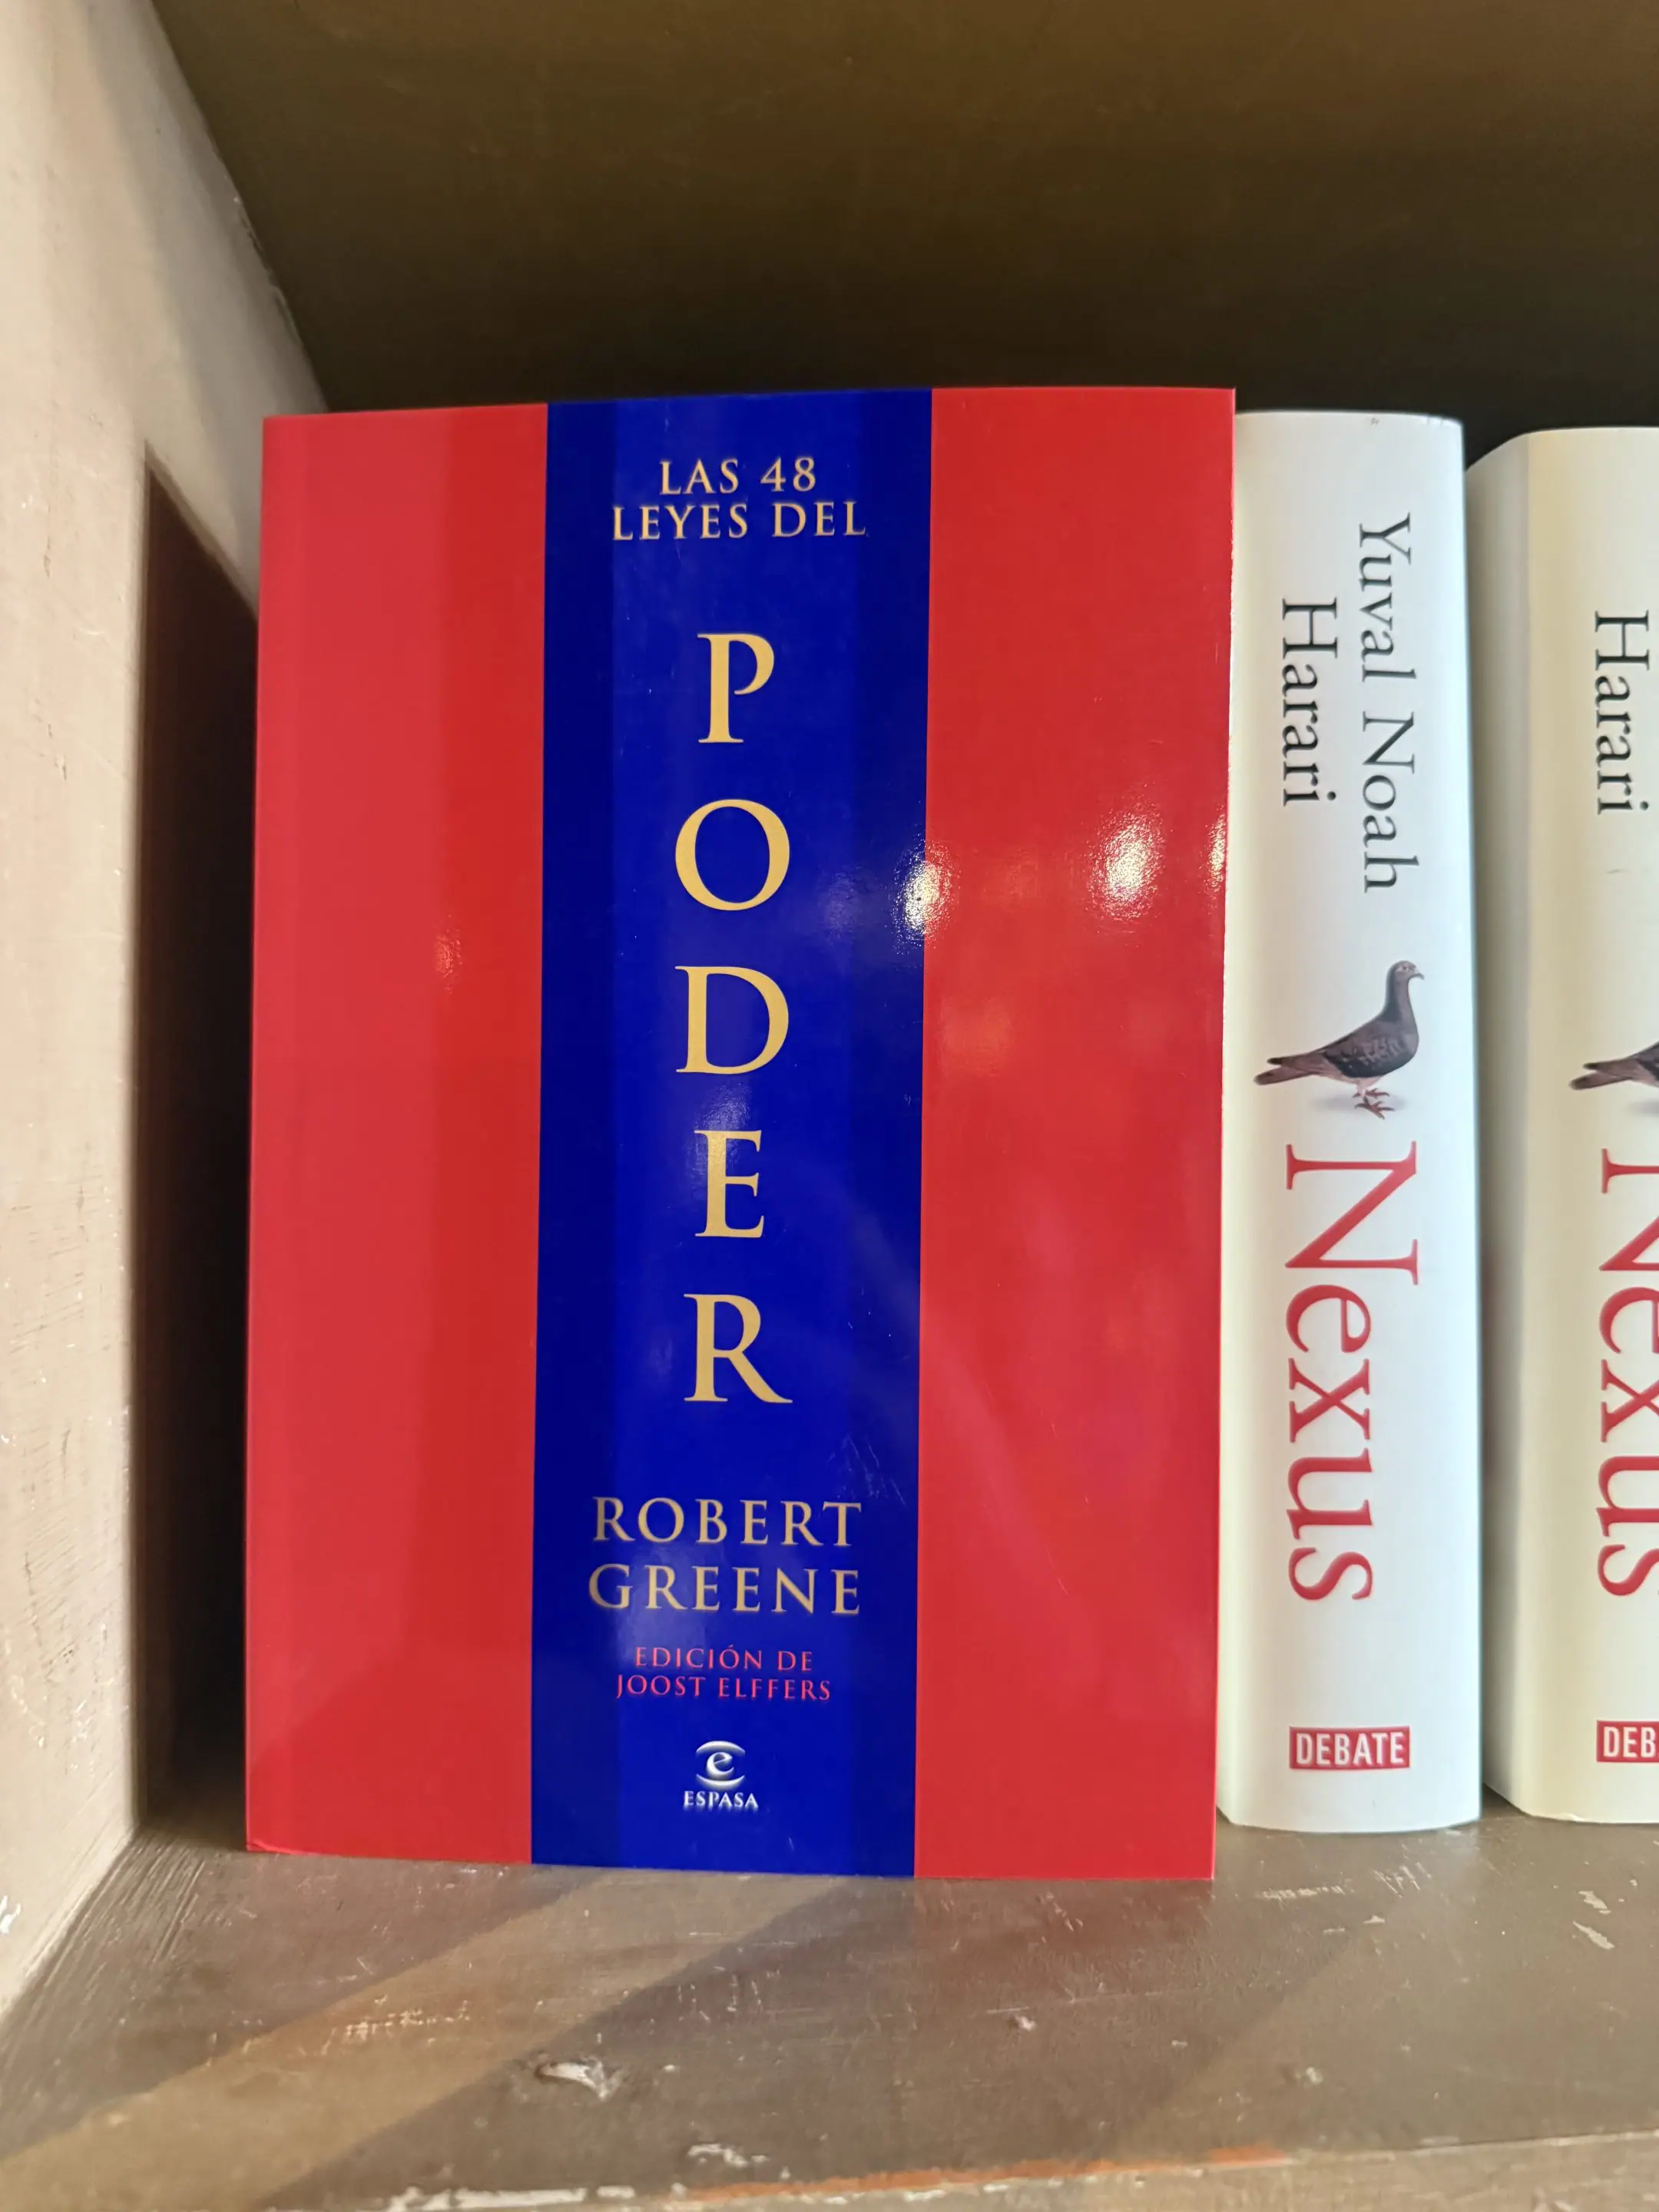 LAS 48
LEYES DEL
PODER
ROBERT
GREENE
EDICIÓN DE
JOOST ELFFERS
e
ESPASA
Yuval Noah
Harari
Nexus
DEBATE
Harari
Nexus
DEB